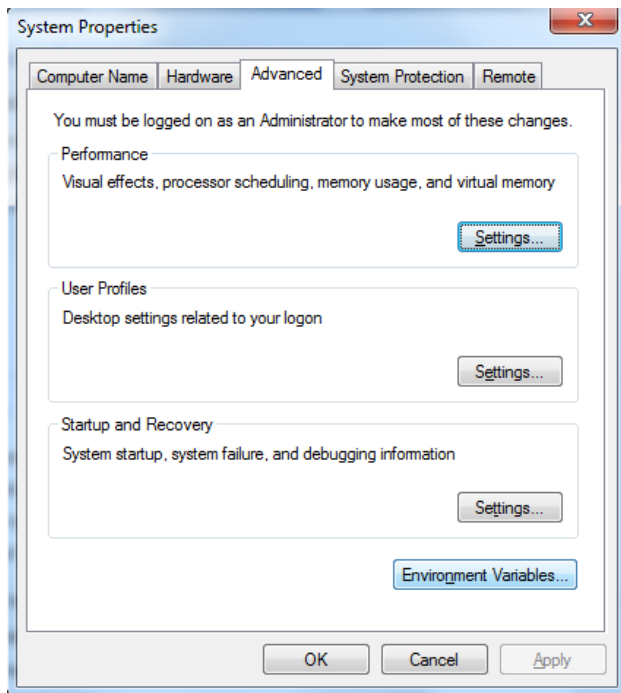 System Properties
Computer Name Hardware Advanced System Protection Remote
You must be logged on as an Administrator to make most of these changes.
Performance
Visual effects, processor scheduling, memory usage, and virtual memory
Settings...
User Profiles
Desktop settings related to your logon
Settings...
Startup and Recovery
System startup, system failure, and debugging information
Settings...
Environment Variables...
OK Cancel Apply